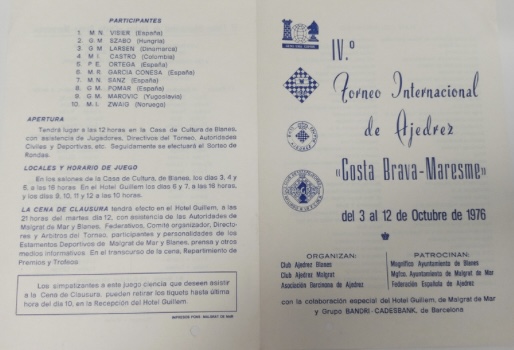 PARTICIPANTES
1. M N VISIER (España)
2. G M SZABO (Hungria)
3. G M LARSEN (Dinamarca)
4. M I. CASTRO (Colombia)
5. P E. ORTEGA (España)
6. M R. GARCIA CONESA (España)
7. M N. SANZ (España)
8. G M. POMAR (España)
9. G M. MAROVIC (Yugoslavia)
10. M. I. ZWAIG (Noruega)
APERTURA
Tendrá lugar a las 12 horas, en la Casa de Cultura de Blanes,
con asistencia de Jugadores, Directivos del Torneo, Autoridades
Civiles y Deportivas, etc. Seguidamente se efectuará el Sorteo de
Rondas.
LOCALES Y HORARIO DE JUEGO
En los salones de la Casa de Cultura, de Blanes, los días 3, 4 y
6, a las 16 horas. En el Hotel Guillem los días 6 y 7, a las 16 horas,
y los días 9, 10, 11 y 12 a las 10 horas.
LA CENA DE CLAUSURA tendrá efecto en el Hotel Guillem, a las
21 horas del martes día 12, con asistencia de las Autoridades de
Malgrat de Mar y Blanes, Federativos, Comité organizador, Directo-
res y Arbitros del Torneo, participantes y personalidades de los
Estamentos Deportivos de Malgrat de Mar y Blanes, prensa y otros
medios informativos. En el transcurso de la cena, Repartimiento de
Premios y Trofeos.
Los simpatizantes a este juego ciencia que deseen asistir
a la Cena de Clausura, pueden retirar los tiquets hasta última
hora del día 10, en la Recepción del Hotel Guillem.
IV.º
Torneo Internacional
de Ajedrez
«Costa Brava-Maresme»
del 3 al 12 de Octubre de 1976
ORGANIZAN:
Club Ajedrez Blanes
Club Ajedrez Malgrat
Asociación Barcinona de Ajedrez
PATROCINAN:
Magnífico Ayuntamiento de Blanes
Mgfco. Ayuntamiento de Malgrat de Mar
Federación Española de Ajedrez
con la colaboración especial del Hotel Guillem, de Malgrat de Mar
y Grupo BANDRI-CADESBANK, de Barcelona